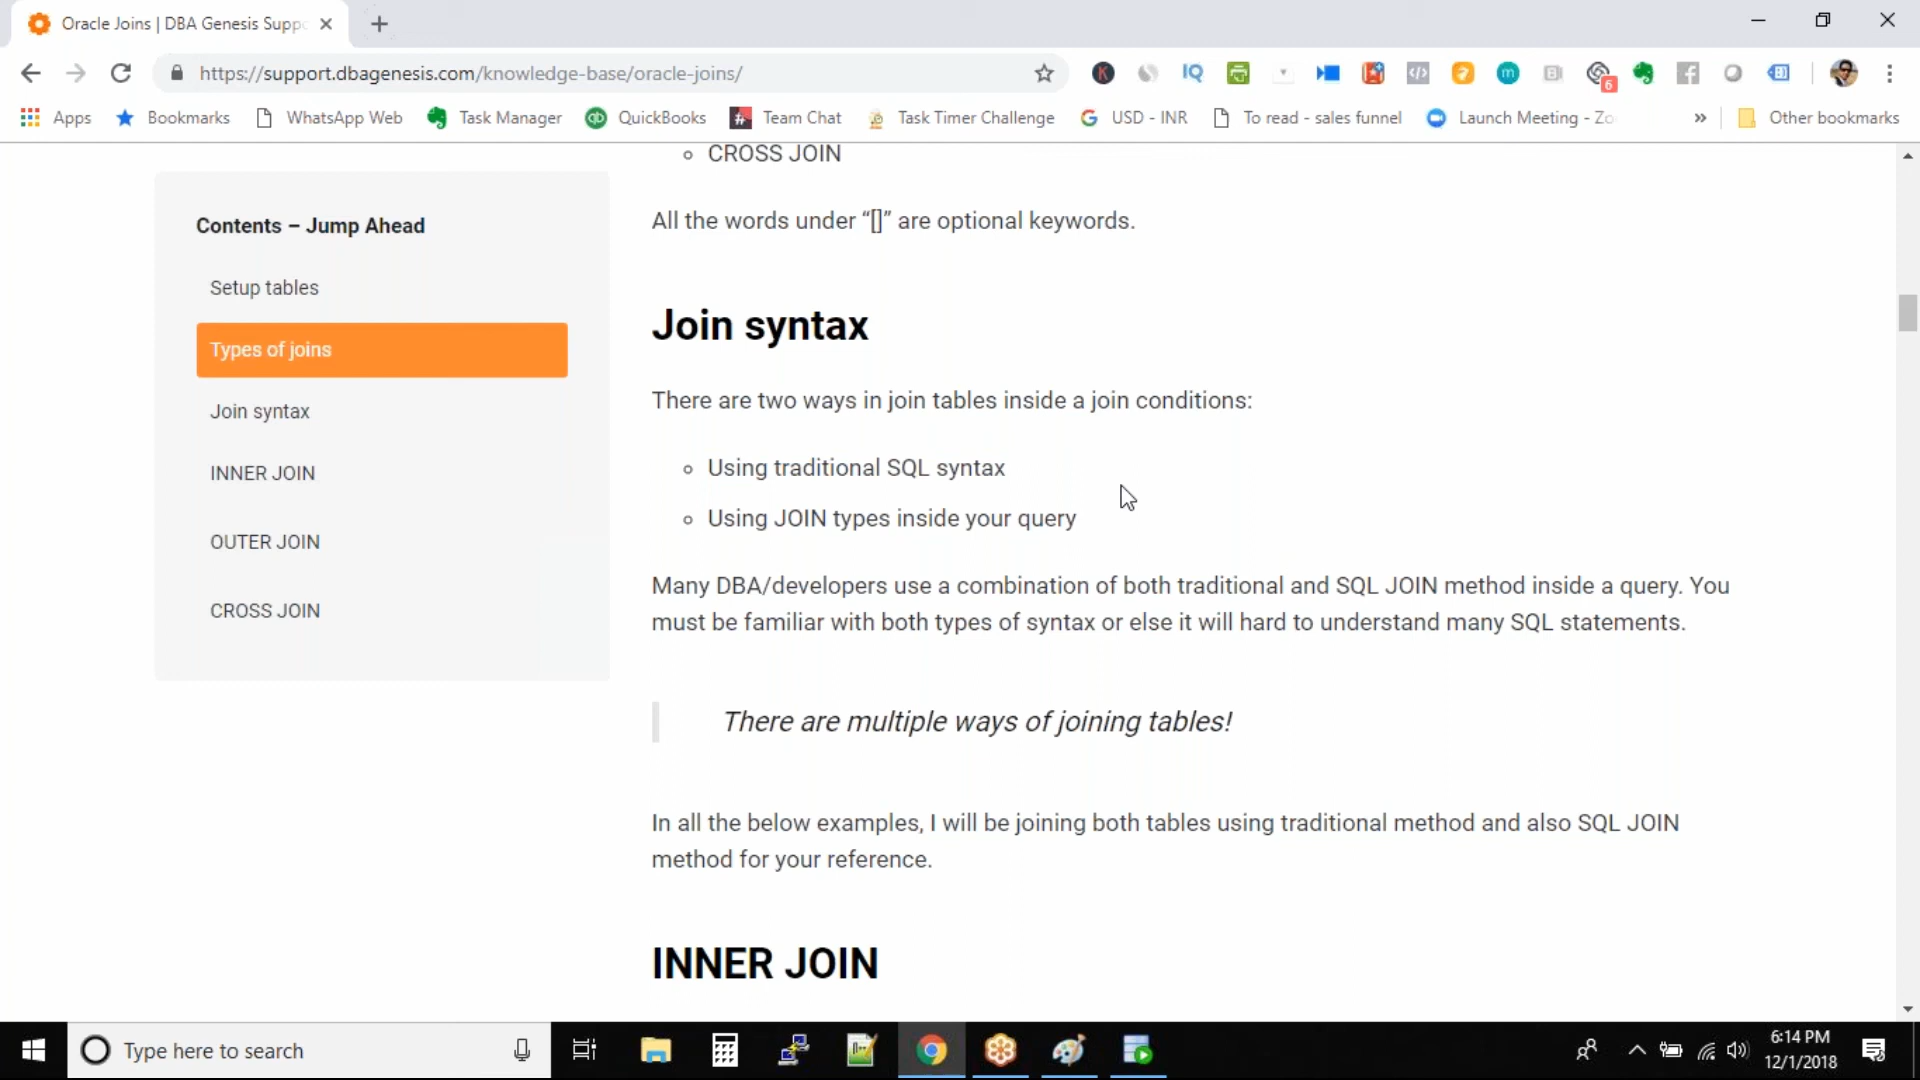 Oracle Joins | DBA Genesis Supp
https://support.dbagenesis.com/knowledge-base/oracle-joins/
IQ
m
6
Apps
Bookmarks
WhatsApp Web
Task Manager
QuickBooks
Team Chat
Task Timer Challenge
USD - INR
To read - sales funnel
Launch Meeting - Zo
Other bookmarks
Contents – Jump Ahead
Setup tables
Types of joins
Join syntax
INNER JOIN
OUTER JOIN
CROSS JOIN
CROSS JOIN
All the words under “[]” are optional keywords.
Join syntax
There are two ways in join tables inside a join conditions:
Using traditional SQL syntax
Using JOIN types inside your query
Many DBA/developers use a combination of both traditional and SQL JOIN method inside a query. You
must be familiar with both types of syntax or else it will hard to understand many SQL statements.
There are multiple ways of joining tables!
In all the below examples, I will be joining both tables using traditional method and also SQL JOIN
method for your reference.
INNER JOIN
Type here to search
6:14 PM
12/1/2018